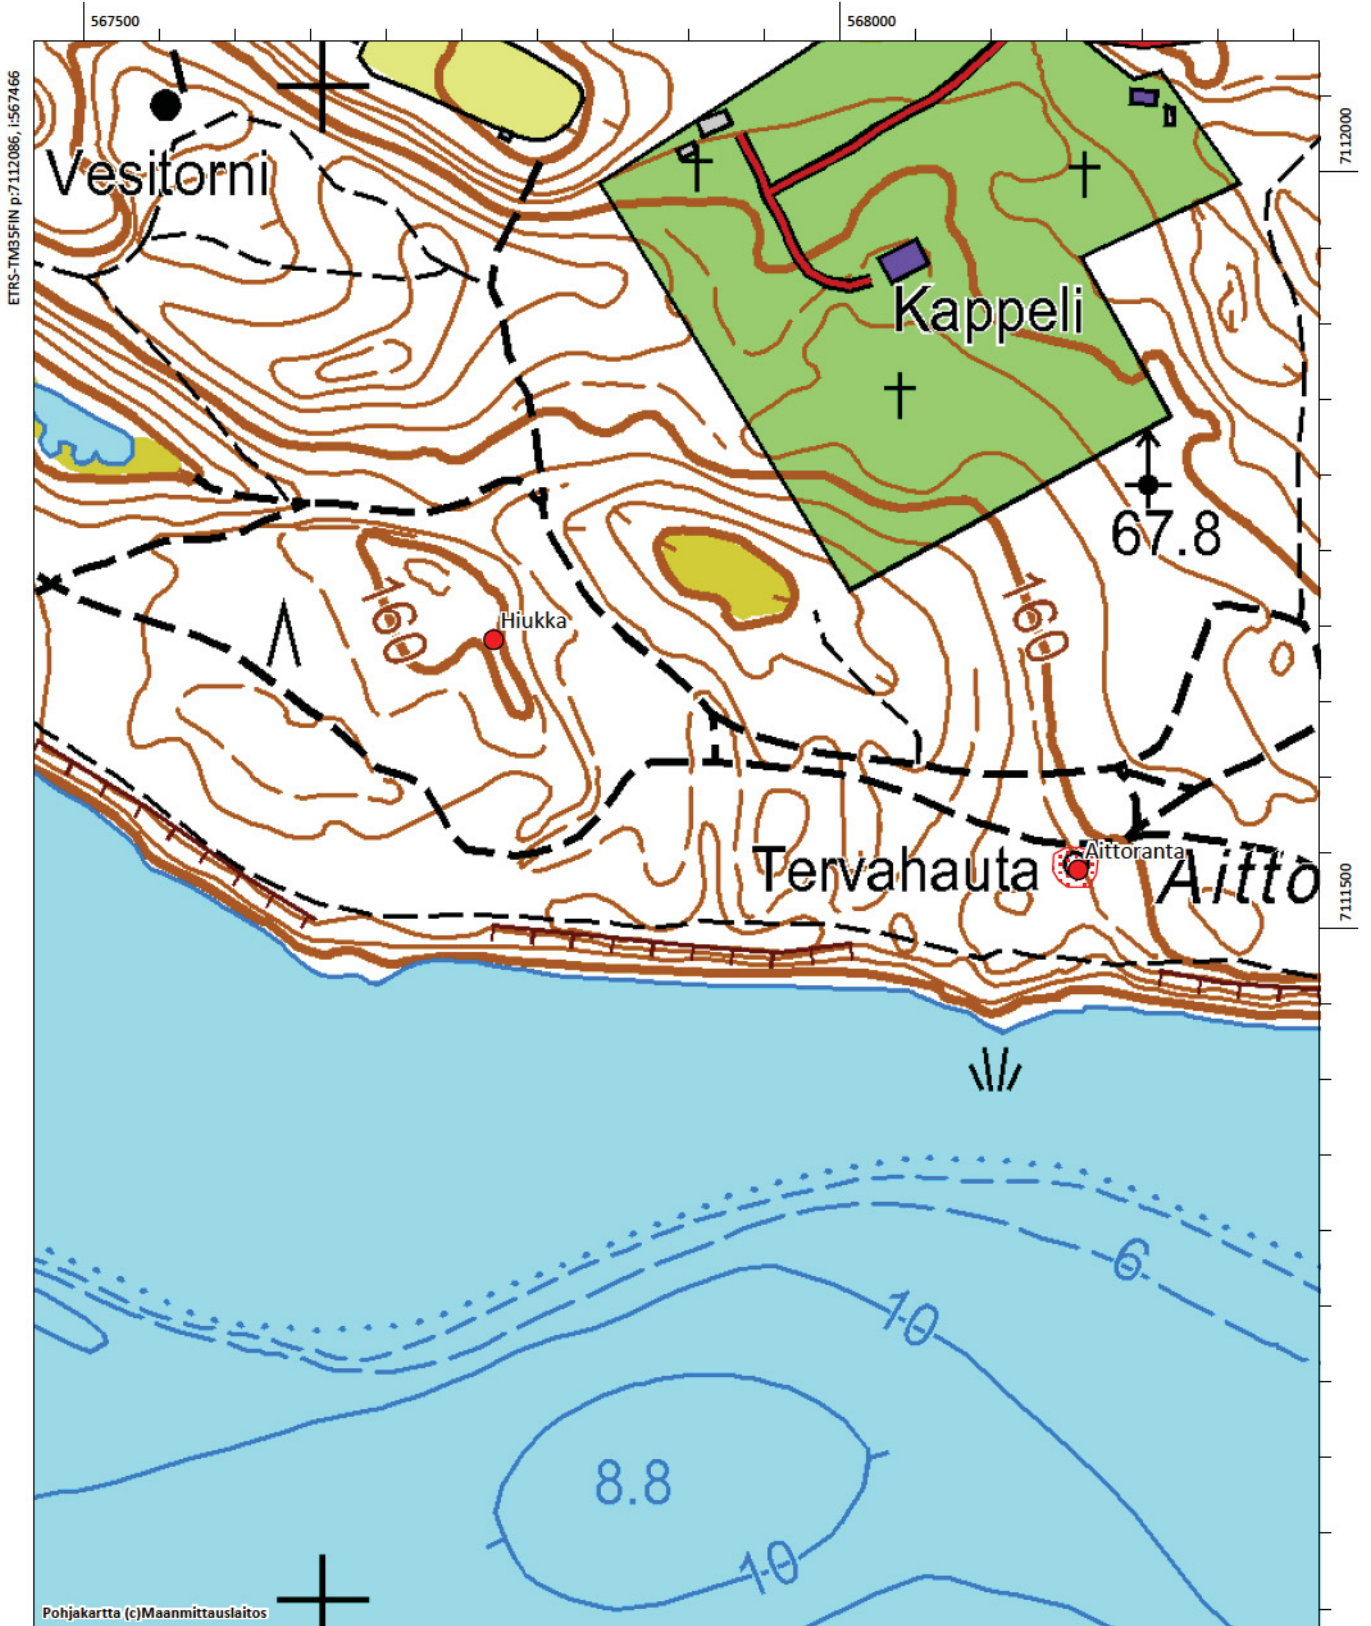 567500
568000
ETRS-TM35FIN p:7112086, i:567466
7112000
Vesitorni
Kappeli
67.8
160
Hiukka
160
Tervahauta
Aittoranta
Aitto
7111500
6
10
8.8
10
Pohjakartta (c)Maanmittauslaitos